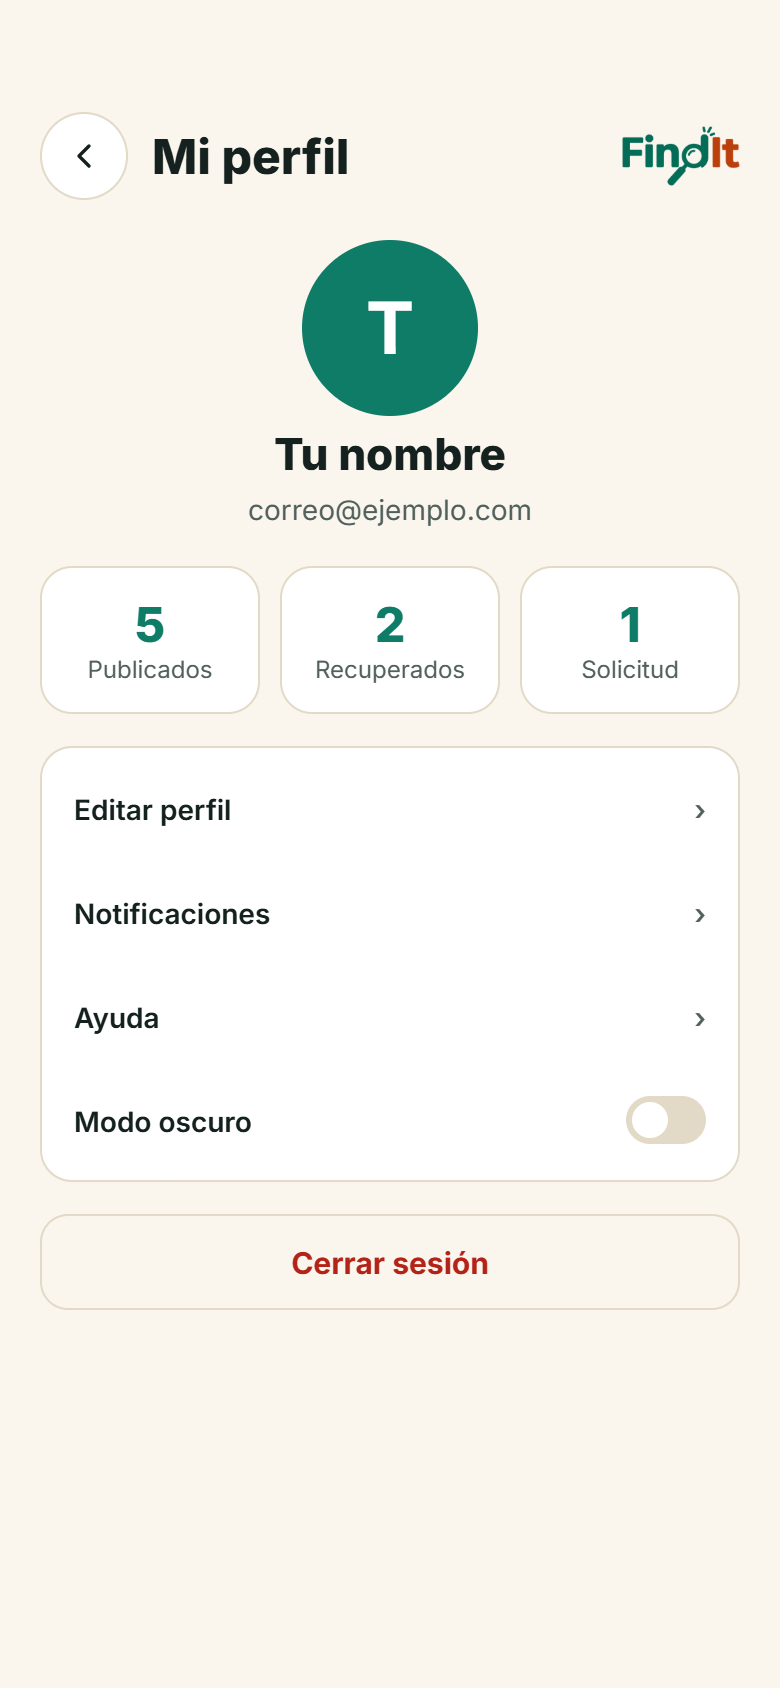 Mi perfil
FindIt
T
Tu nombre
correo@ejemplo.com
5
Publicados
2
Recuperados
1
Solicitud
Editar perfil ›
Notificaciones ›
Ayuda ›
Modo oscuro
Cerrar sesión